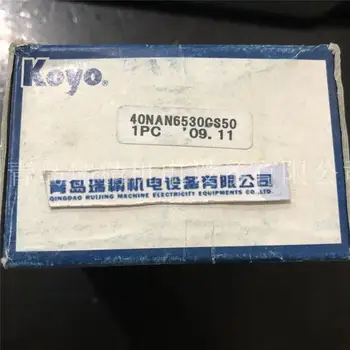 Koyo.
40NAN6530GS50
1PC '09.11
青岛瑞精机电设备有限公司
QINGDAO RUIJING MACHINE ELECTRICITY EQUIPMENTS CO.,LTD.